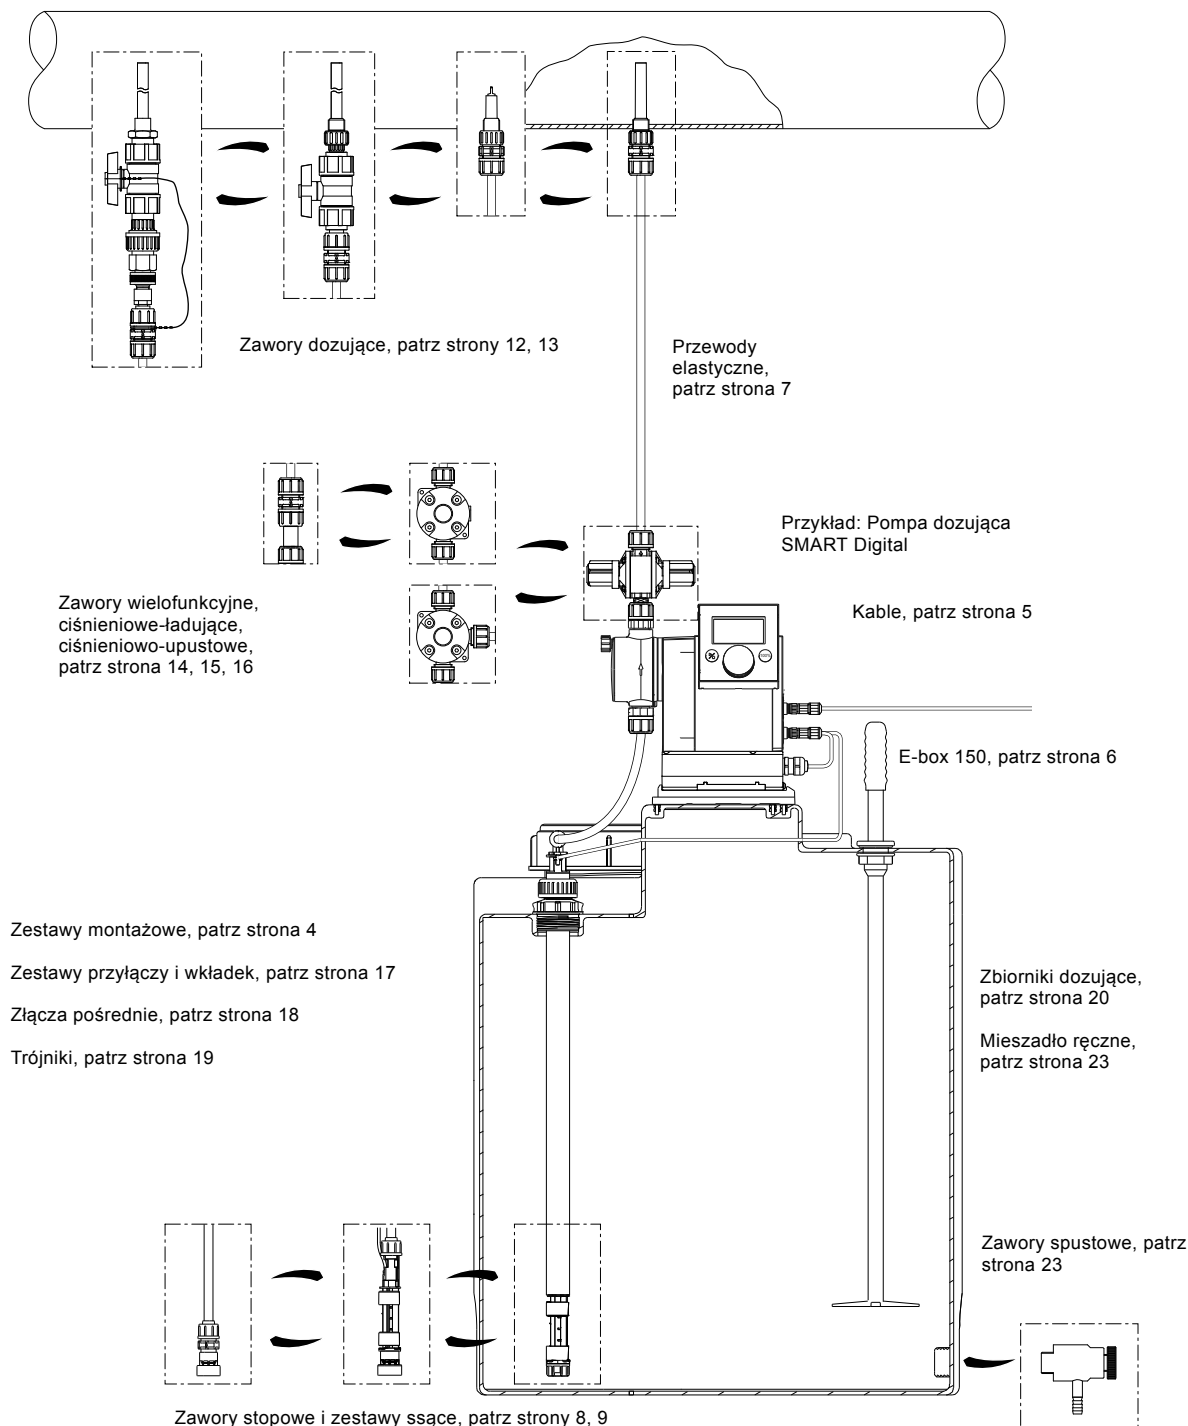 Zawory dozujące, patrz strony 12, 13
Przewody
elastyczne,
patrz strona 7
Przykład: Pompa dozująca
SMART Digital
Zawory wielofunkcyjne,
ciśnieniowe-ładujące,
ciśnieniowo-upustowe,
patrz strona 14, 15, 16
Kable, patrz strona 5
100%
E-box 150, patrz strona 6
Zestawy montażowe, patrz strona 4
Zestawy przyłączy i wkładek, patrz strona 17
Złącza pośrednie, patrz strona 18
Trójniki, patrz strona 19
Zbiorniki dozujące,
patrz strona 20
Mieszadło ręczne,
patrz strona 23
Zawory spustowe, patrz
strona 23
Zawory stopowe i zestawy ssące, patrz strony 8, 9